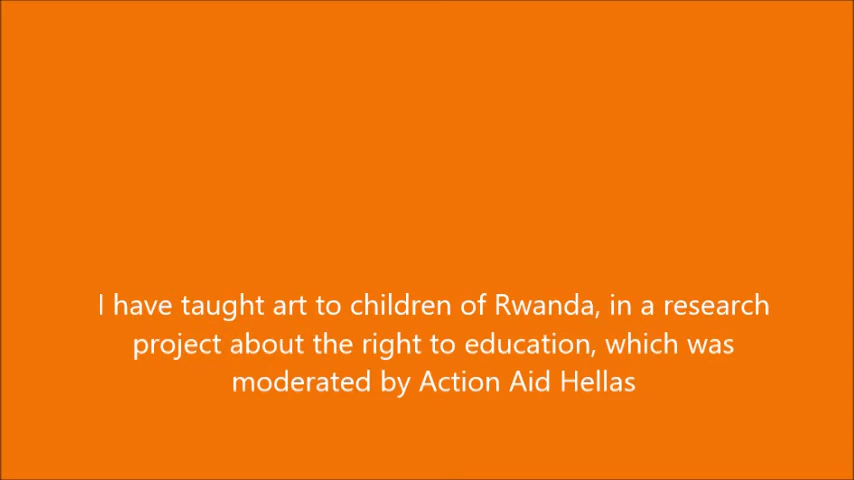 I have taught art to children of Rwanda, in a research
project about the right to education, which was
moderated by Action Aid Hellas